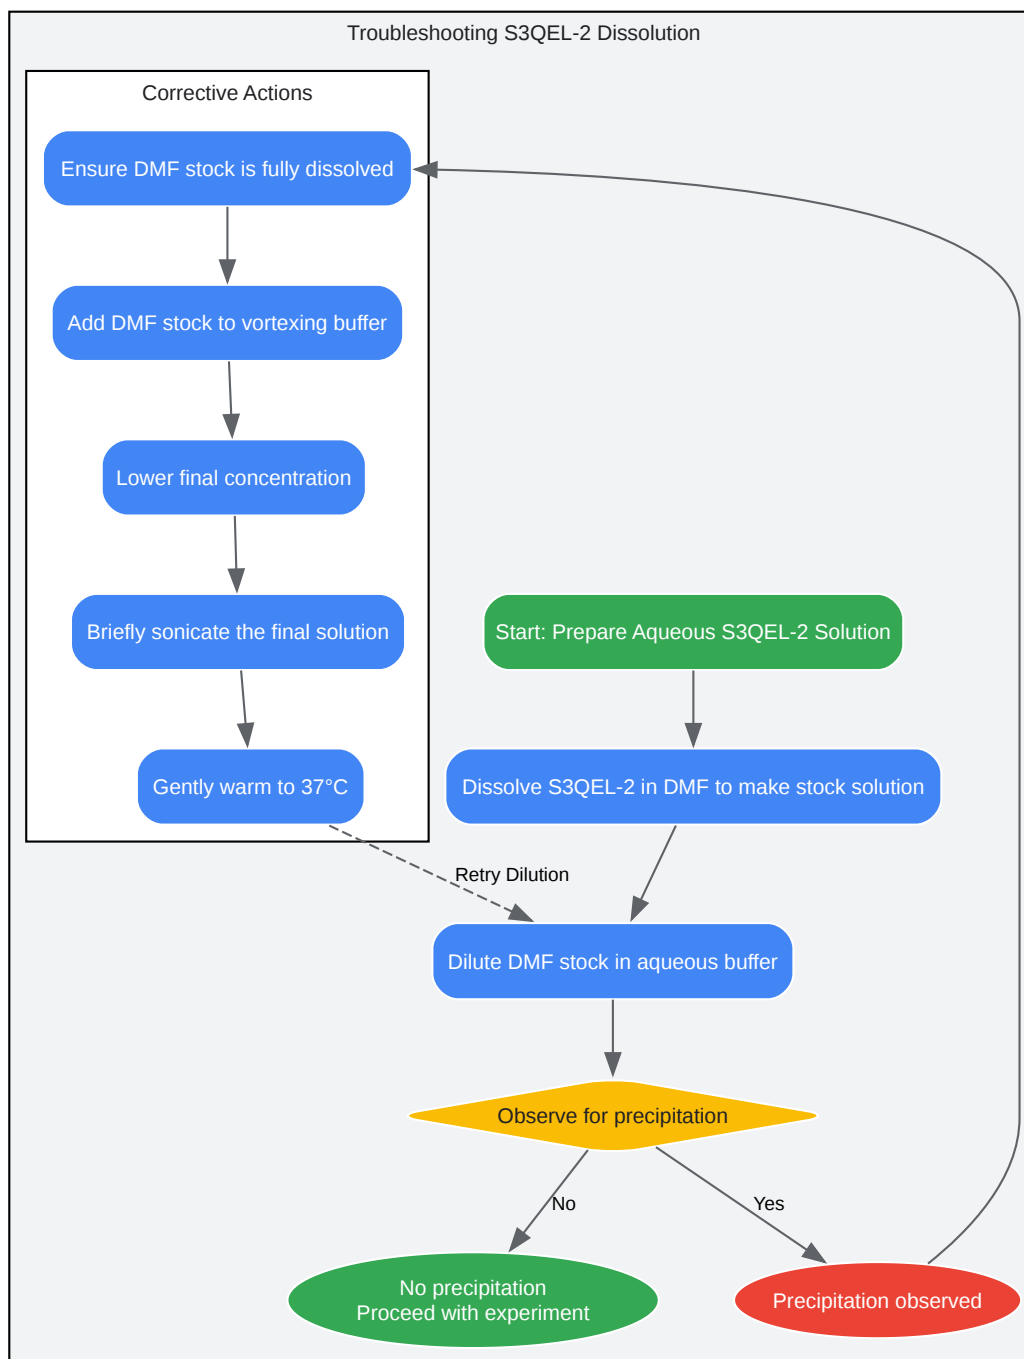 Troubleshooting S3QEL-2 Dissolution
Corrective Actions
Ensure DMF stock is fully dissolved
Add DMF stock to vortexing buffer
Lower final concentration
Briefly sonicate the final solution
Gently warm to 37°C
Start: Prepare Aqueous S3QEL-2 Solution
Dissolve S3QEL-2 in DMF to make stock solution
Retry Dilution
Dilute DMF stock in aqueous buffer
Observe for precipitation
No
Yes
No precipitation
Proceed with experiment
Precipitation observed